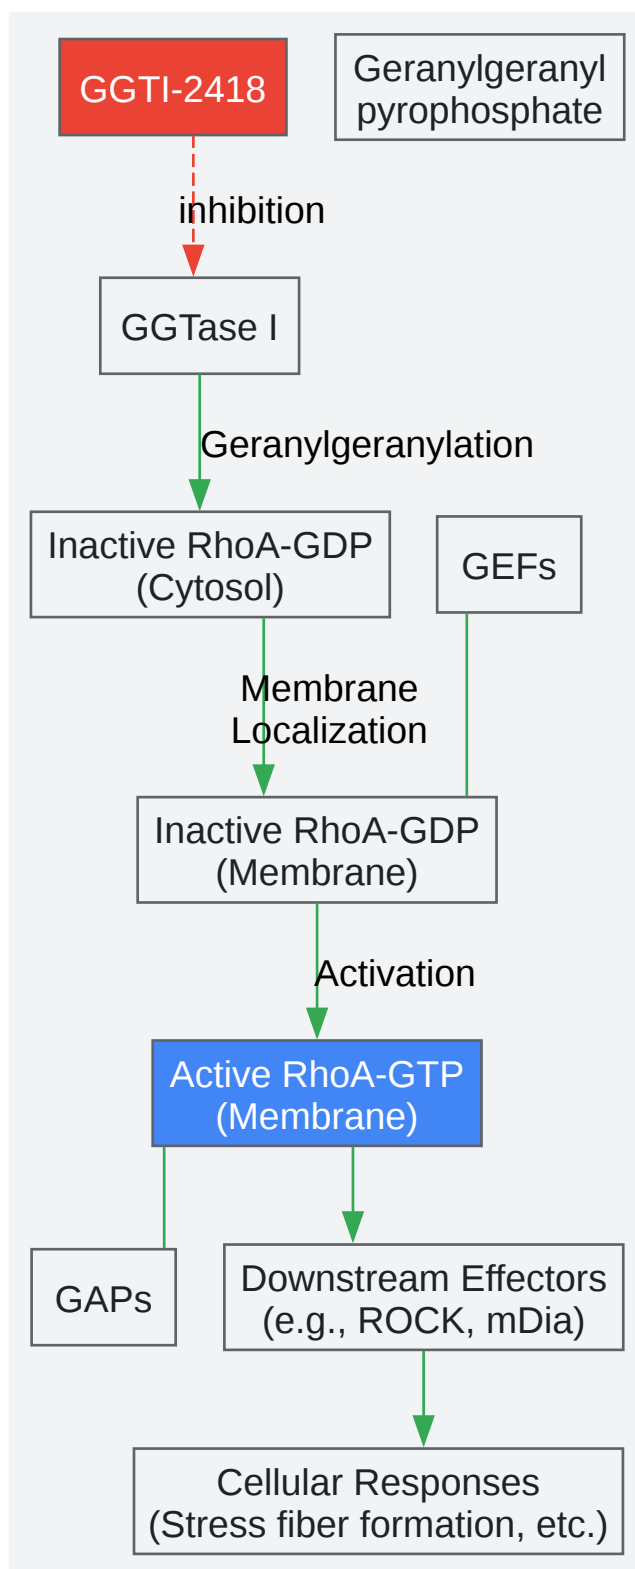 GGTI-2418
Geranylgeranyl
pyrophosphate
inhibition
GGTase I
Geranylgeranylation
Inactive RhoA-GDP
(Cytosol)
GEFs
Membrane
Localization
Inactive RhoA-GDP
(Membrane)
Activation
Active RhoA-GTP
(Membrane)
GAPs
Downstream Effectors
(e.g., ROCK, mDia)
Cellular Responses
(Stress fiber formation, etc.)